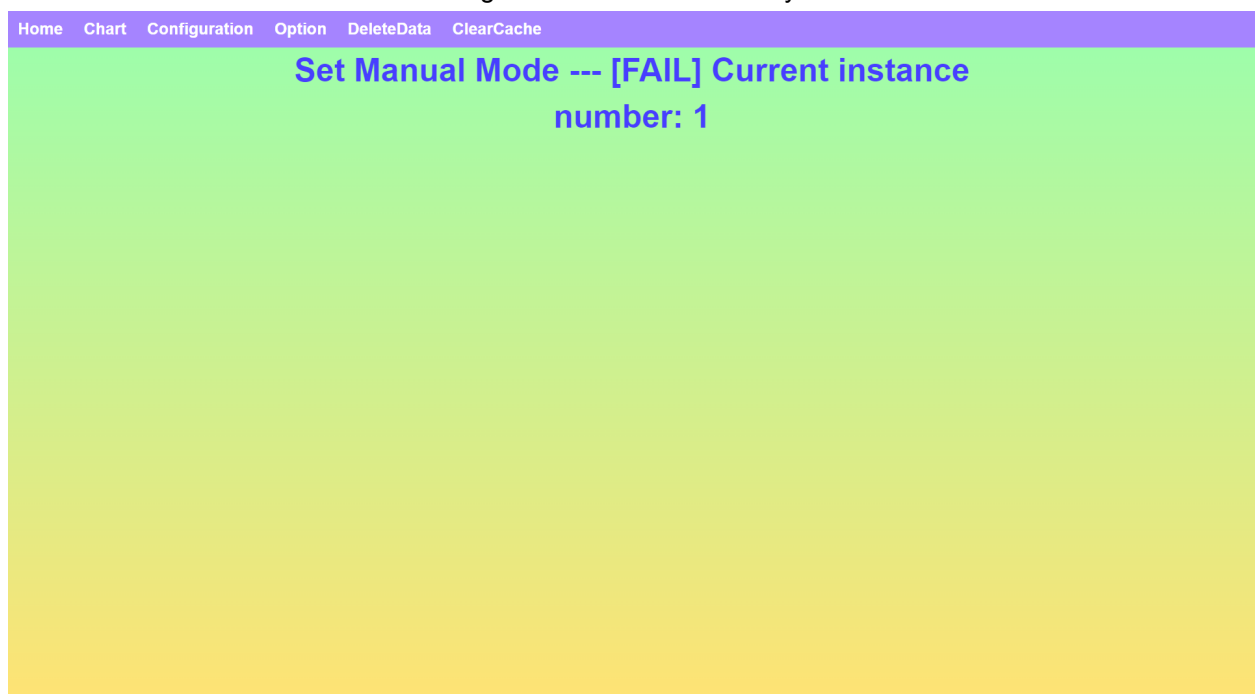 Home Chart Configuration Option DeleteData ClearCache
Set Manual Mode --- [FAIL] Current instance
number: 1